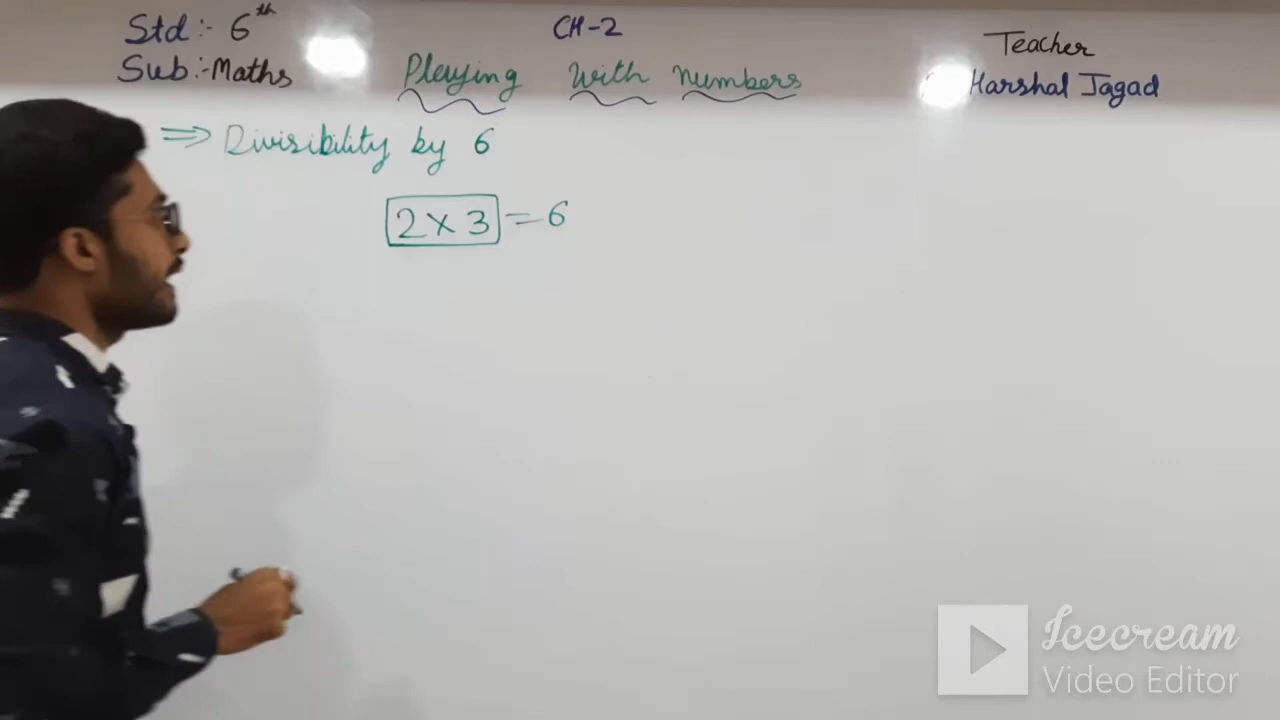 Std :- 6th
Sub :- Maths
CH-2
Playing With Numbers
Teacher
Harshal Jagad
⇒ Divisibility by 6
2 × 3 = 6
Icecream
Video Editor